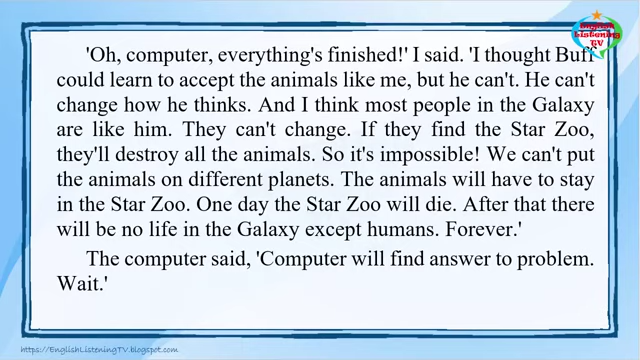 English
Listening
TV
'Oh, computer, everything's finished!' I said. 'I thought Buff
could learn to accept the animals like me, but he can't. He can't
change how he thinks. And I think most people in the Galaxy
are like him. They can't change. If they find the Star Zoo,
they'll destroy all the animals. So it's impossible! We can't put
the animals on different planets. The animals will have to stay
in the Star Zoo. One day the Star Zoo will die. After that there
will be no life in the Galaxy except humans. Forever.'
The computer said, 'Computer will find answer to problem.
Wait.'
https://EnglishListeningTV.blogspot.com